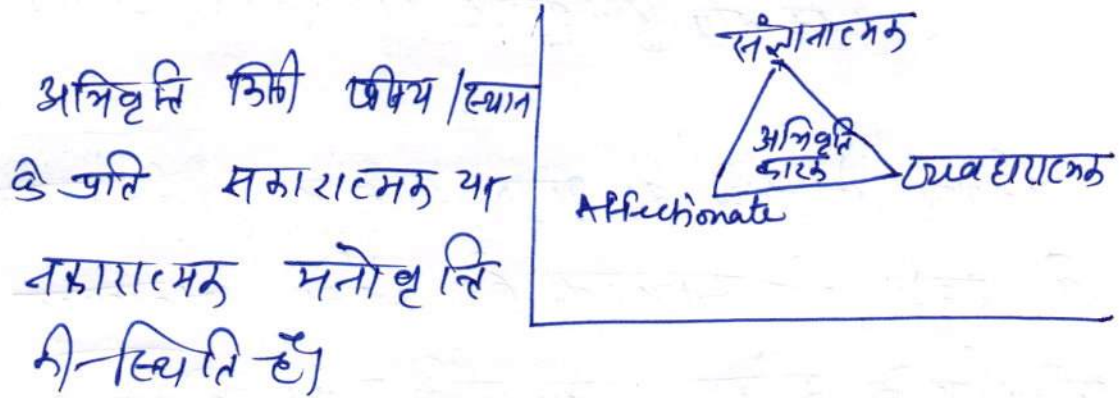 अभिवृत्ति किसी विषय/स्थान
के प्रति सकारात्मक या
नकारात्मक मनोवृत्ति
की स्थिति है।
संज्ञानात्मक
अभिवृत्ति
कारक
व्यवहारात्मक
Affectionate